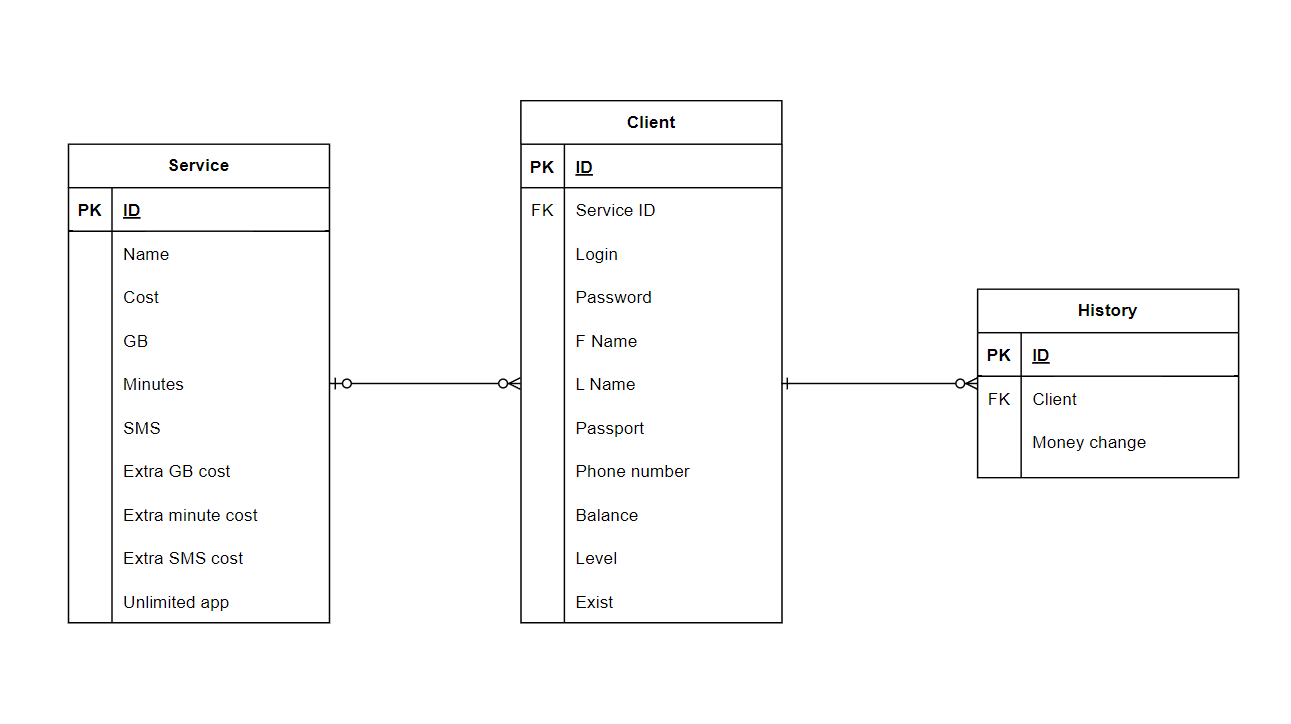 Service
PK ID
Name
Cost
GB
Minutes
SMS
Extra GB cost
Extra minute cost
Extra SMS cost
Unlimited app
Client
PK ID
FK Service ID
Login
Password
F Name
L Name
Passport
Phone number
Balance
Level
Exist
History
PK ID
FK Client
Money change